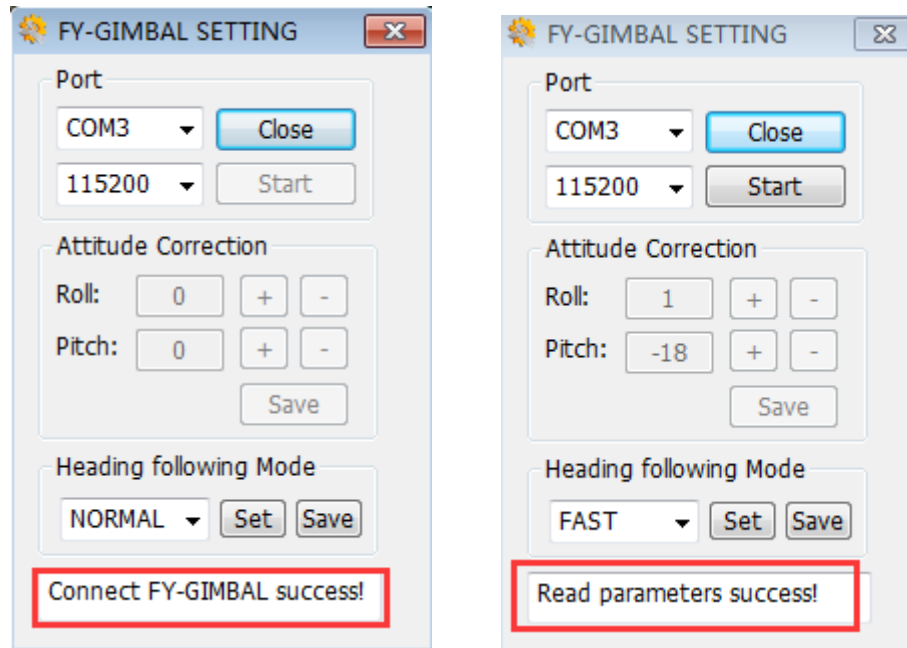 FY-GIMBAL SETTING
Port
COM3
Close
115200
Start
Attitude Correction
Roll:
0
+
-
Pitch:
0
+
-
Save
Heading following Mode
NORMAL
Set
Save
Connect FY-GIMBAL success!
FY-GIMBAL SETTING
Port
COM3
Close
115200
Start
Attitude Correction
Roll:
1
+
-
Pitch:
-18
+
-
Save
Heading following Mode
FAST
Set
Save
Read parameters success!